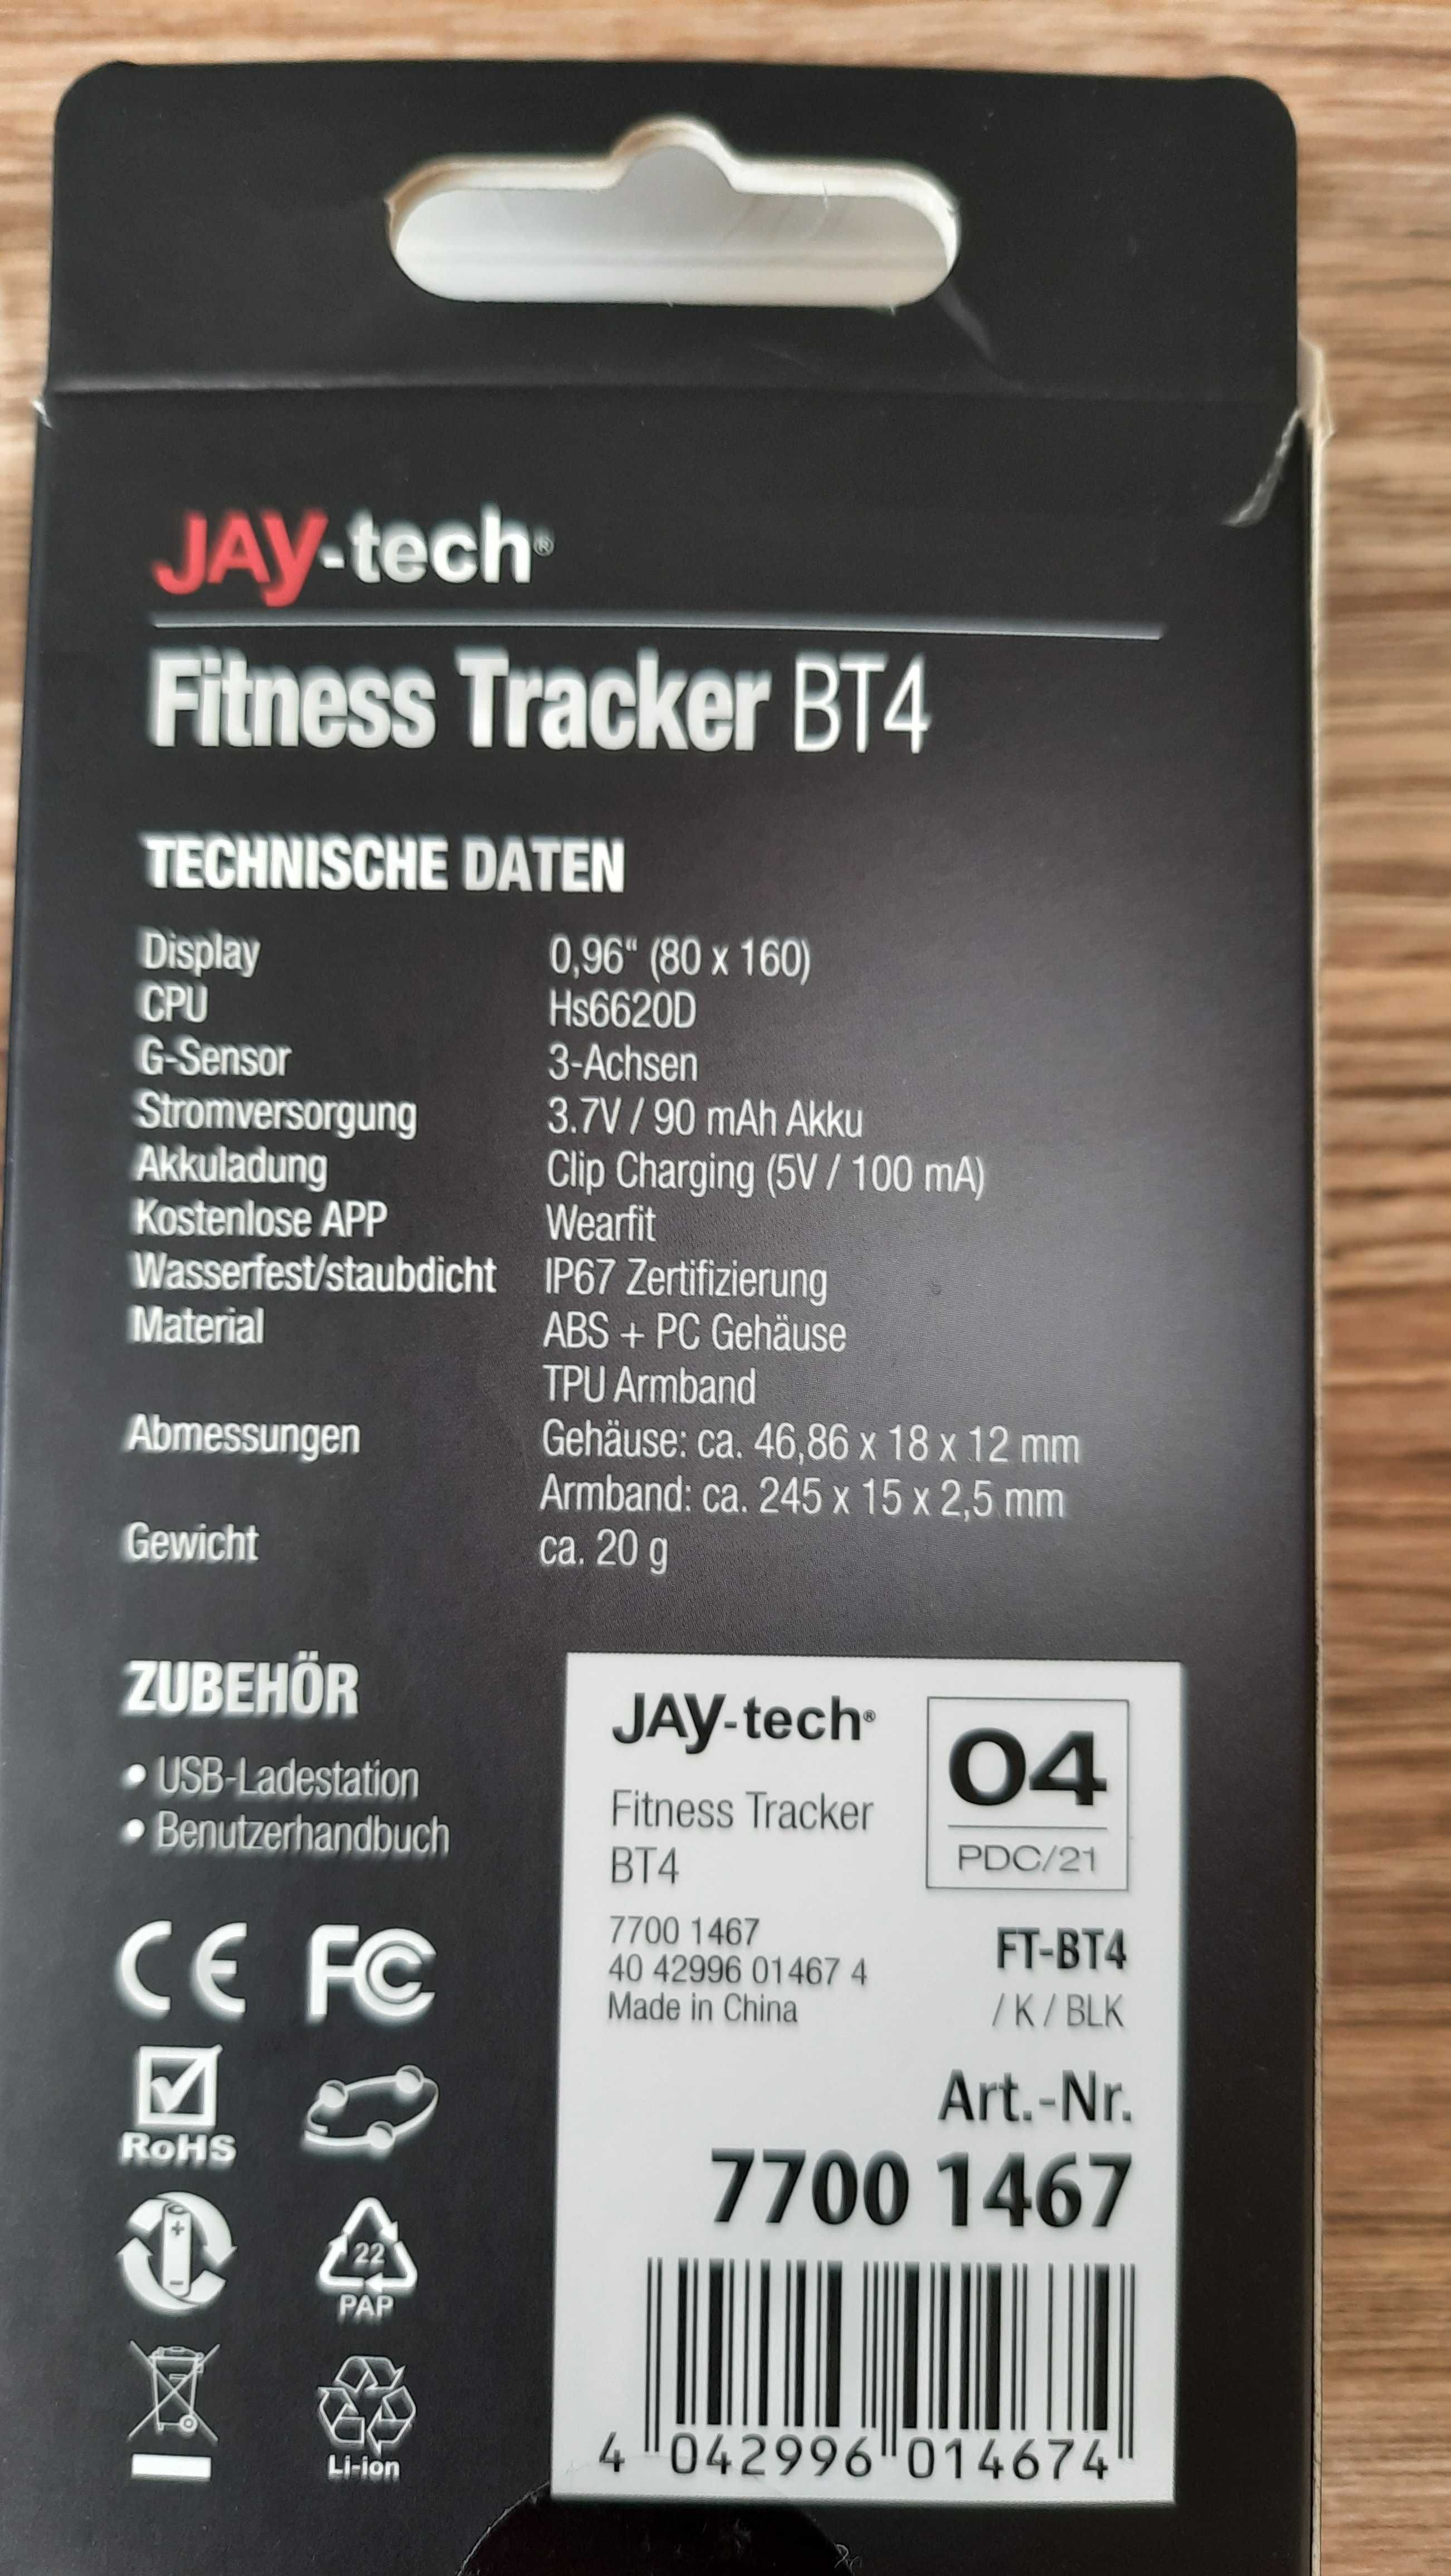 JAY-tech®
Fitness Tracker BT4
TECHNISCHE DATEN
Display 0,96“ (80 x 160)
CPU Hs6620D
G-Sensor 3-Achsen
Stromversorgung 3.7V / 90 mAh Akku
Akkuladung Clip Charging (5V / 100 mA)
Kostenlose APP Wearfit
Wasserfest/staubdicht IP67 Zertifizierung
Material ABS + PC Gehäuse
TPU Armband
Abmessungen Gehäuse: ca. 46,86 x 18 x 12 mm
Armband: ca. 245 x 15 x 2,5 mm
Gewicht ca. 20 g
ZUBEHÖR
• USB-Ladestation
• Benutzerhandbuch
CE FC
RoHS
22
PAP
Li-ion
JAY-tech®
Fitness Tracker
BT4
04
PDC/21
7700 1467
40 42996 01467 4
Made in China
FT-BT4
/ K / BLK
Art.-Nr.
7700 1467
4 042996 014674